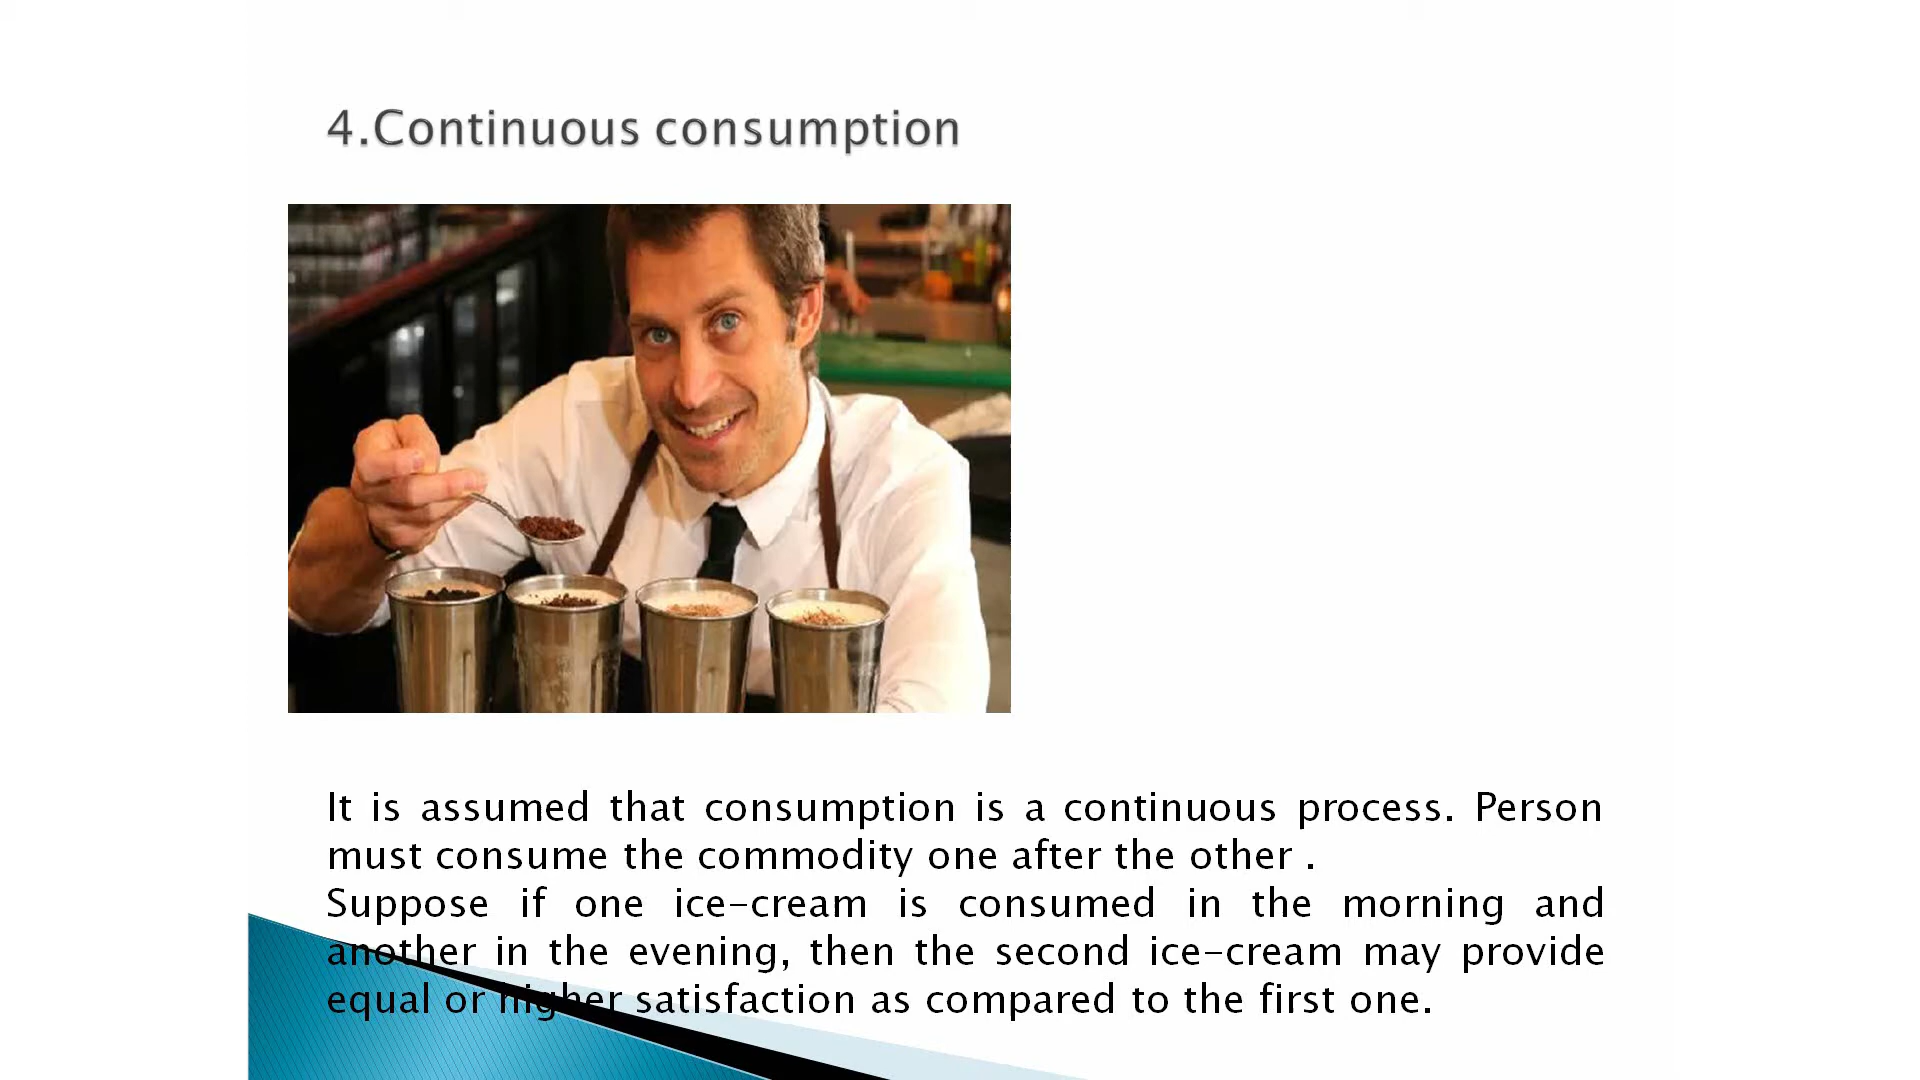 4.Continuous consumption
It is assumed that consumption is a continuous process. Person
must consume the commodity one after the other .
Suppose if one ice-cream is consumed in the morning and
another in the evening, then the second ice-cream may provide
equal or higher satisfaction as compared to the first one.